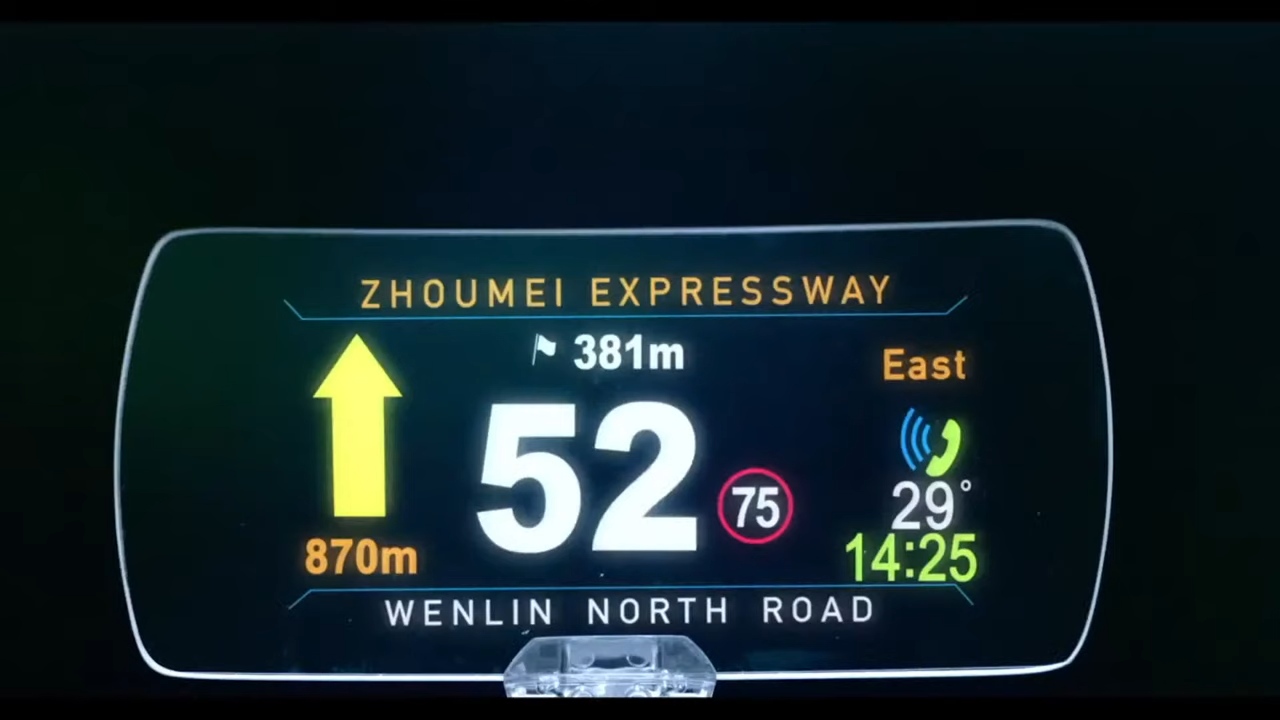 ZHOUMEI EXPRESSWAY
381m
East
52
75
29°
870m
14:25
WENLIN NORTH ROAD